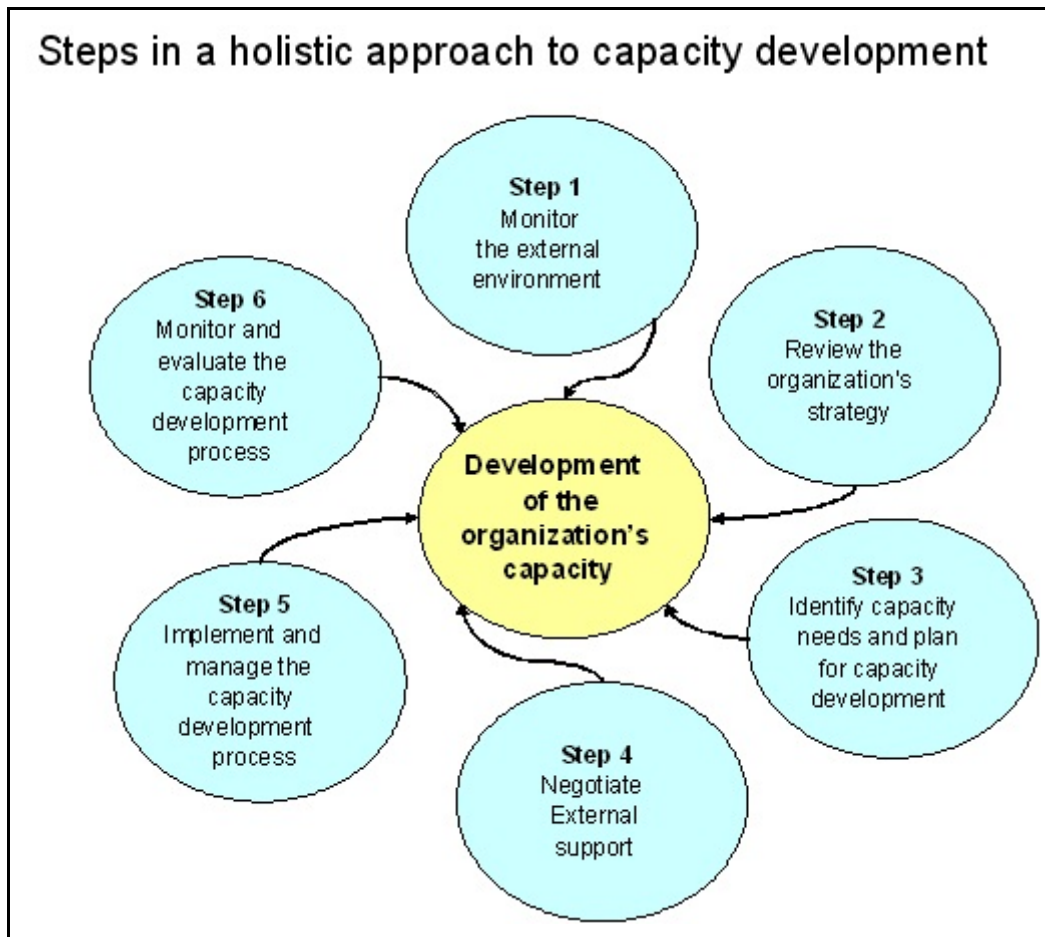 Steps in a holistic approach to capacity development
Step 1
Monitor
the external
environment
Step 2
Review the
organization's
strategy
Step 3
Identify capacity
needs and plan
for capacity
development
Step 4
Negotiate
External
support
Step 5
Implement and
manage the
capacity
development
process
Step 6
Monitor and
evaluate the
capacity
development
process
Development
of the
organization's
capacity